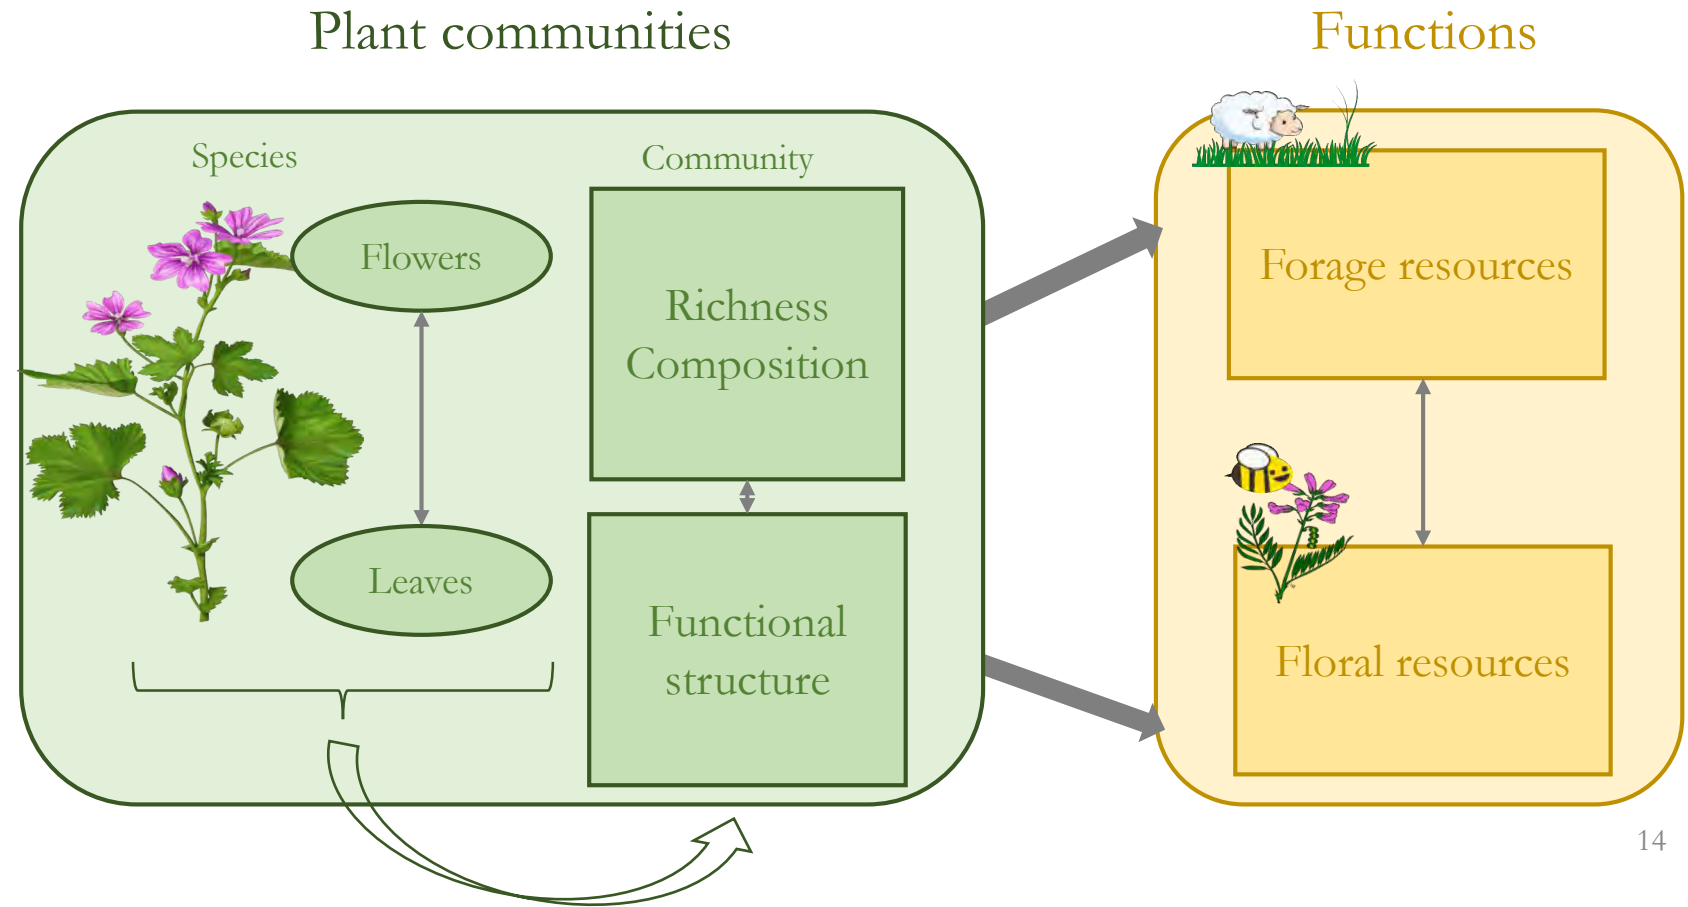 Plant communities
Functions
Species
Community
Flowers
Leaves
Richness
Composition
Functional
structure
Forage resources
Floral resources
14